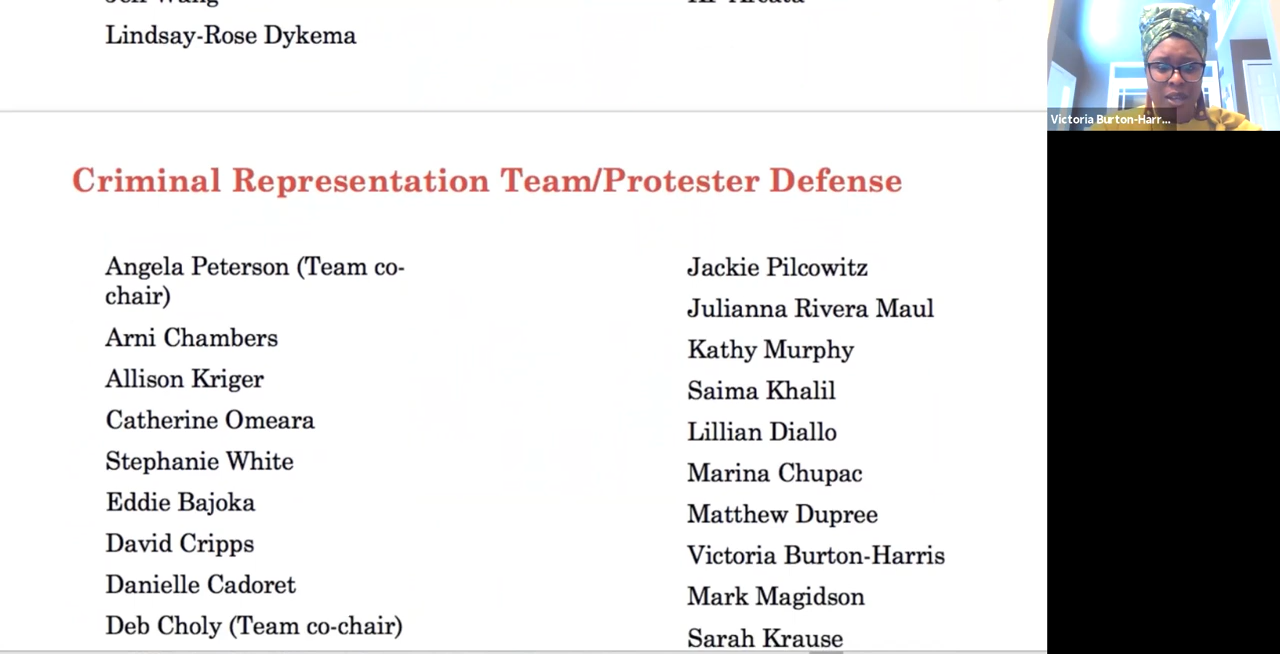 Jen Wang
Lindsay-Rose Dykema
Criminal Representation Team/Protester Defense
Angela Peterson (Team co-
chair)
Arni Chambers
Allison Kriger
Catherine Omeara
Stephanie White
Eddie Bajoka
David Cripps
Danielle Cadoret
Deb Choly (Team co-chair)
Jackie Pilcowitz
Julianna Rivera Maul
Kathy Murphy
Saima Khalil
Lillian Diallo
Marina Chupac
Matthew Dupree
Victoria Burton-Harris
Mark Magidson
Sarah Krause
Victoria Burton-Harr...